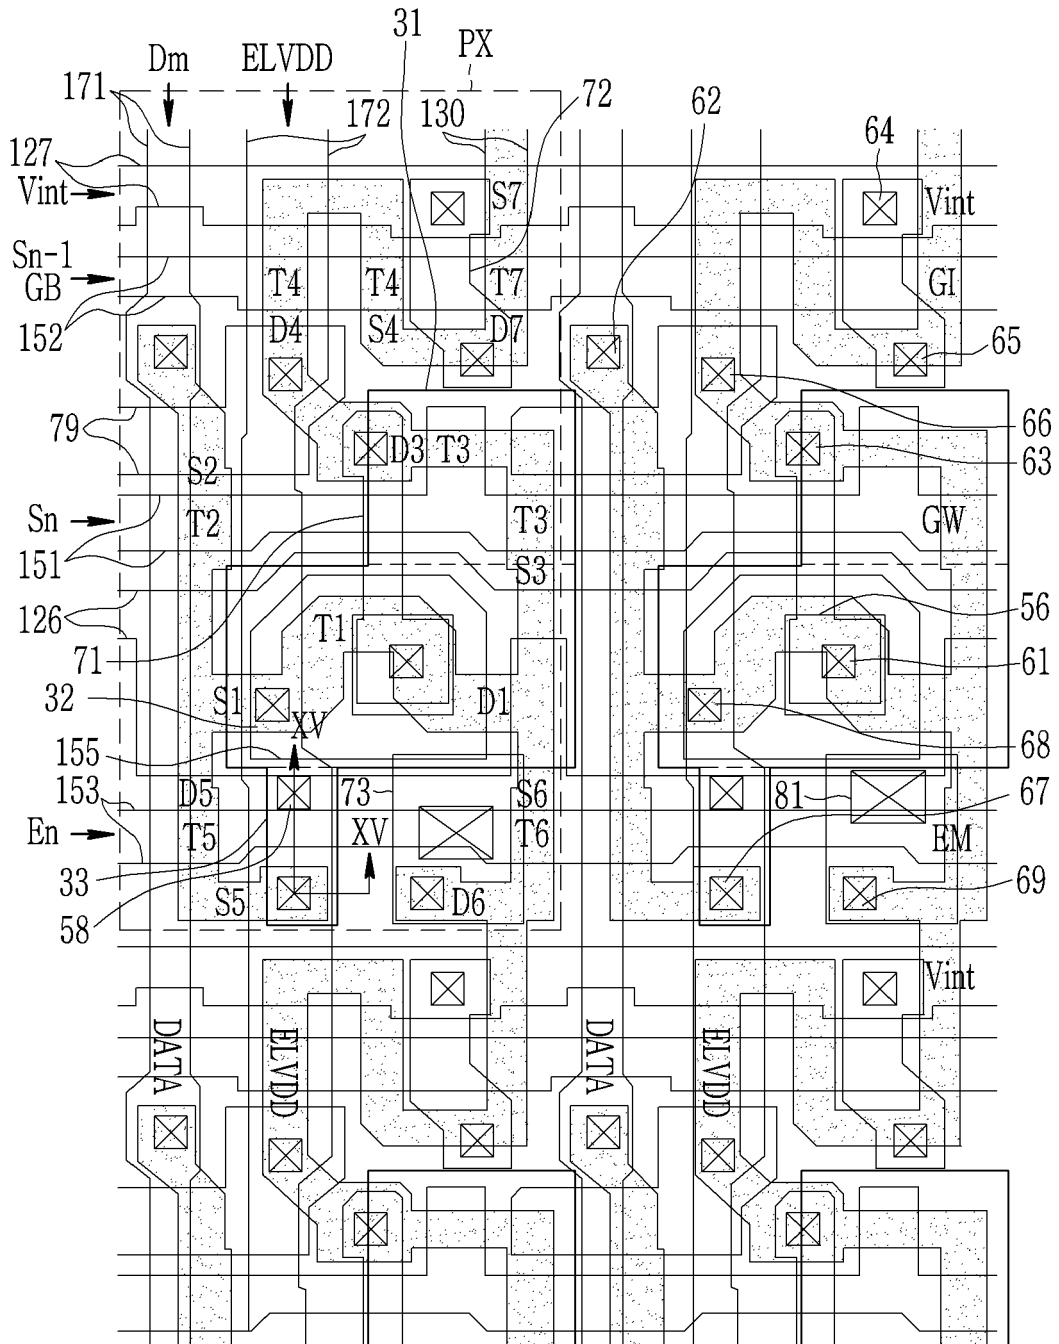 31
PX
Dm
ELVDD
171
172
130
72
62
64
127
Vint
S7
Vint
Sn-1
GB
T4
T4
T7
GI
152
D4
S4
D7
65
79
66
D3
T3
63
S2
Sn
T2
T3
GW
151
S3
126
56
T1
71
61
32
S1
D1
XV
155
68
D5
73
S6
81
67
153
En
T5
XV
T6
EM
33
S5
D6
69
58
Vint
DATA
ELVDD
DATA
ELVDD